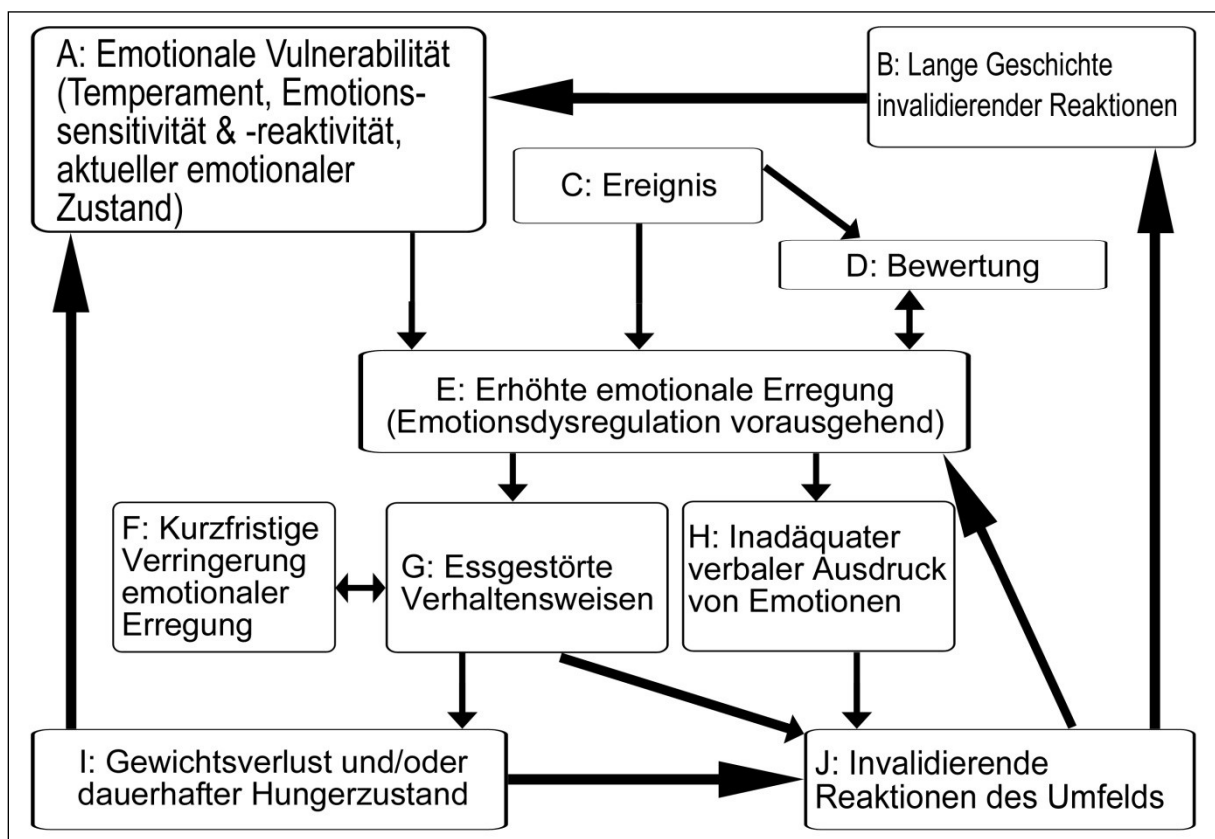 A: Emotionale Vulnerabilität
(Temperament, Emotions-
sensitivität & -reaktivität,
aktueller emotionaler
Zustand)
B: Lange Geschichte
invalidierender Reaktionen
C: Ereignis
D: Bewertung
E: Erhöhte emotionale Erregung
(Emotionsdysregulation vorausgehend)
F: Kurzfristige
Verringerung
emotionaler
Erregung
G: Essgestörte
Verhaltensweisen
H: Inadäquater
verbaler Ausdruck
von Emotionen
I: Gewichtsverlust und/oder
dauerhafter Hungerzustand
J: Invalidierende
Reaktionen des Umfelds